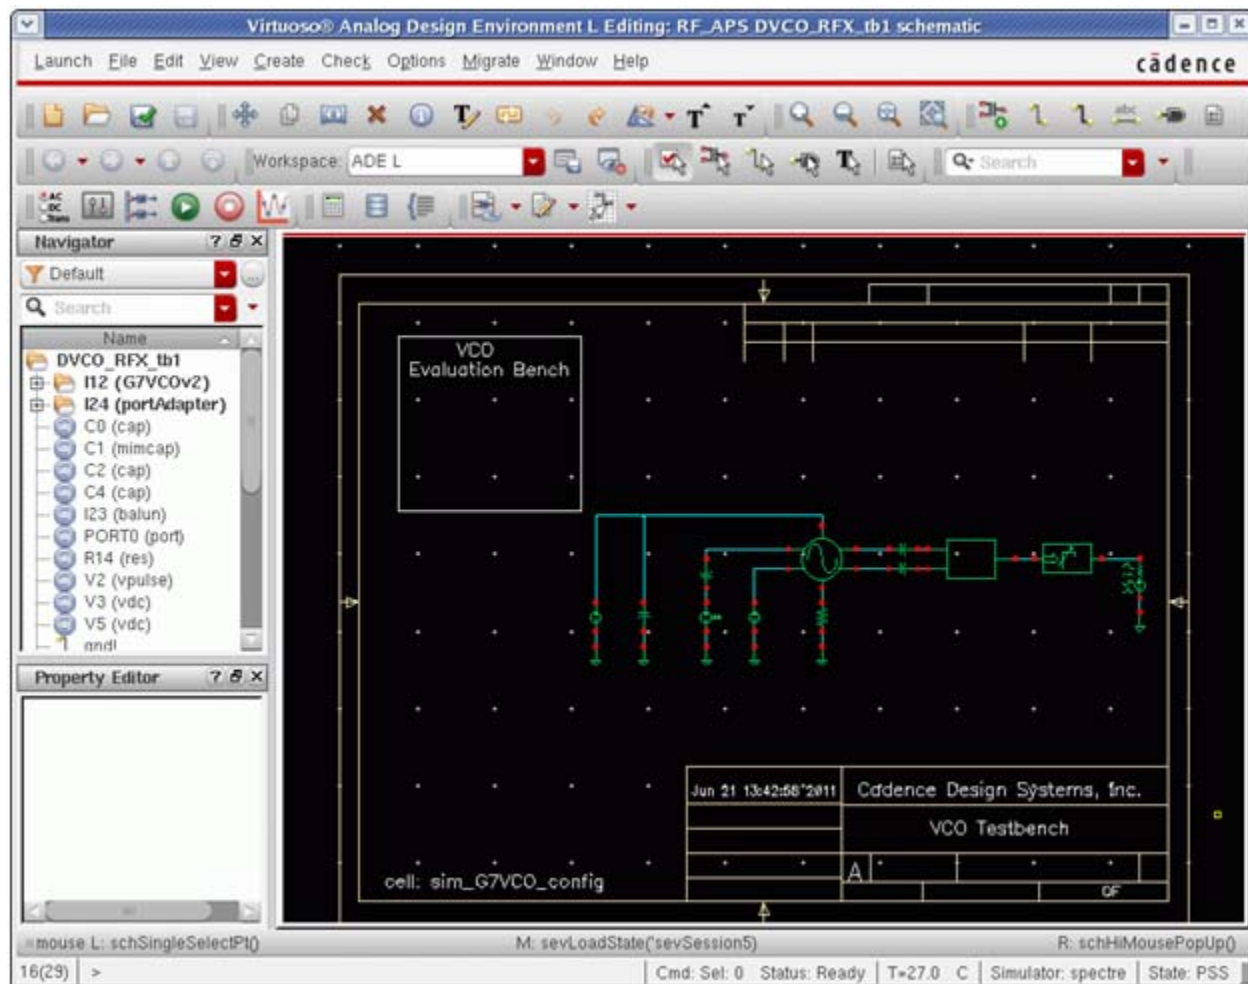 Virtuoso® Analog Design Environment L Editing: RF_APS DVCO_RFX_tb1 schematic
Launch File Edit View Create Check Options Migrate Window Help
cādence
Workspace: ADE L
Search
AC
DC
Trans
Navigator
Default
Search
Name
DVCO_RFX_tb1
I12 (G7VCOv2)
I24 (portAdapter)
C0 (cap)
C1 (mimcap)
C2 (cap)
C4 (cap)
I23 (balun)
PORT0 (port)
R14 (res)
V2 (vpulse)
V3 (vdc)
V5 (vdc)
gnd!
Property Editor
VCO
Evaluation Bench
Jun 21 13:42:58 2011
Cadence Design Systems, Inc.
VCO Testbench
A
OF
cell: sim_G7VCO_config
mouse L: schSingleSelectPt()
M: sevLoadState('sevSession5)
R: schHiMousePopUp()
16(29) >
Cmd: Sel: 0 Status: Ready T=27.0 C Simulator: spectre State: PSS